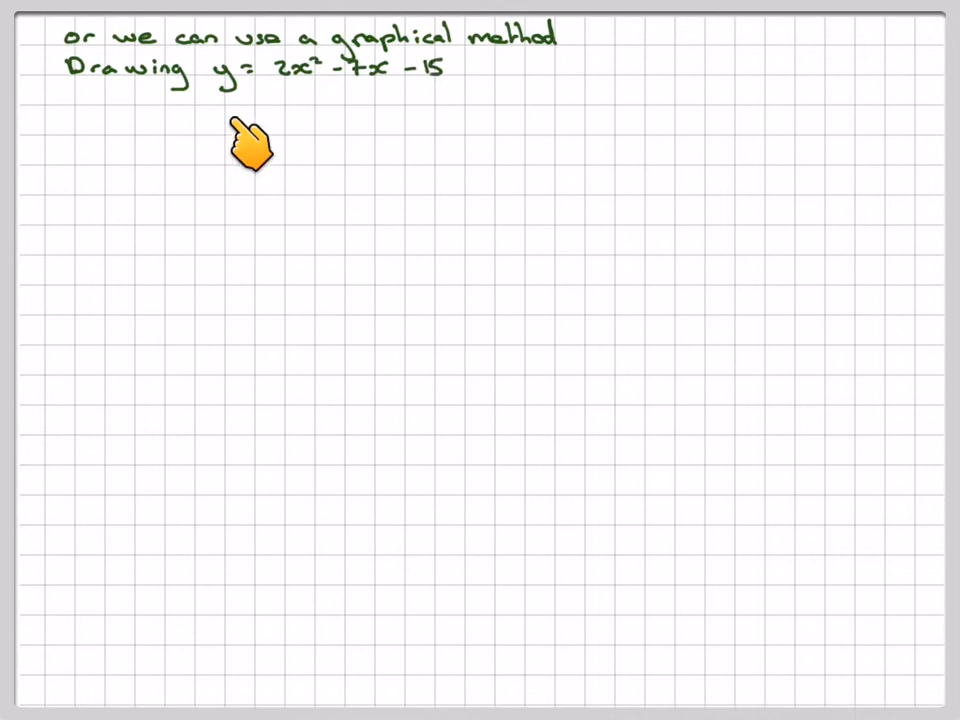 or we can use a graphical method
Drawing y = 2x² - 7x - 15